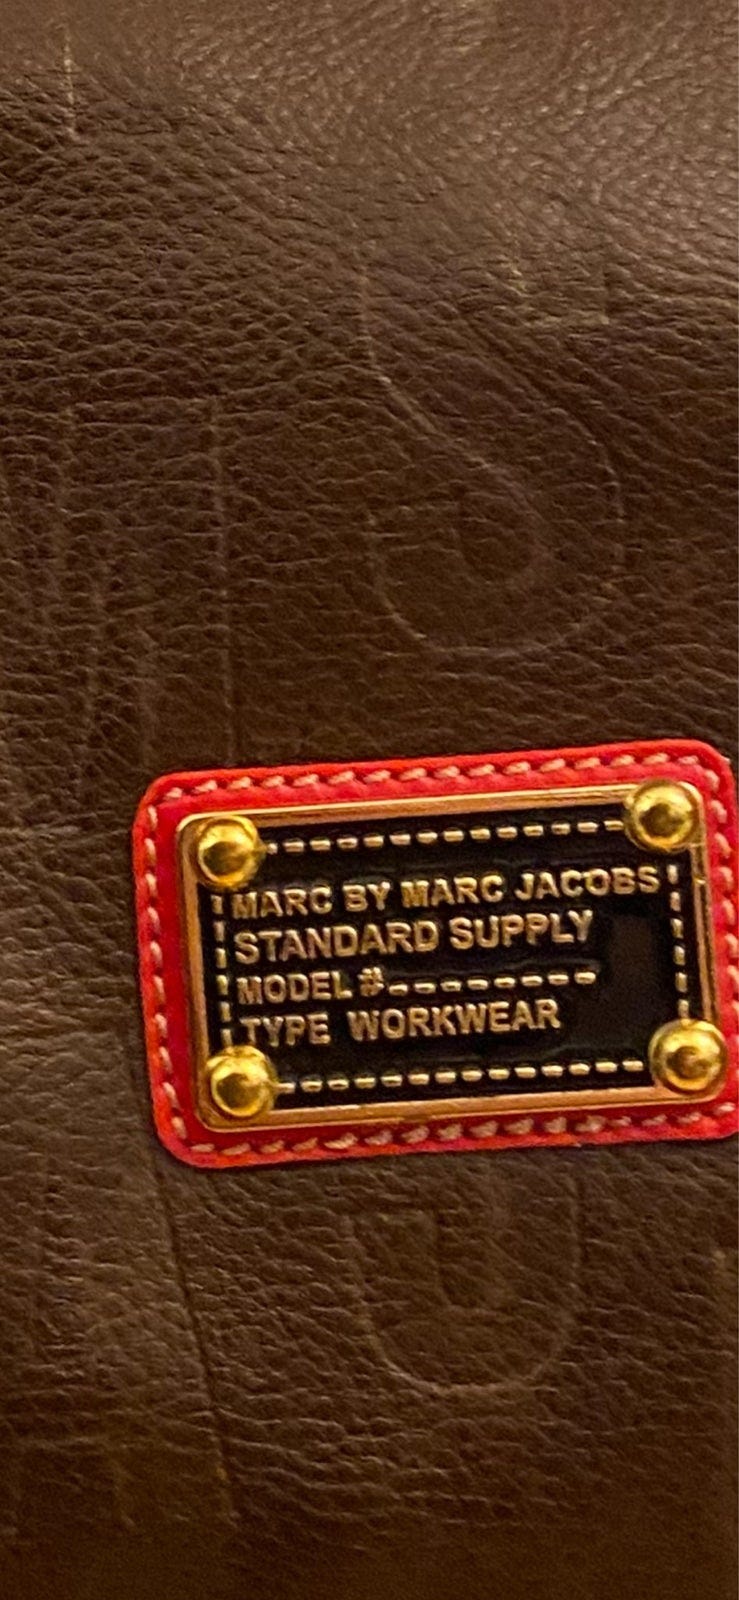 MARC BY MARC JACOBS
STANDARD SUPPLY
MODEL #---------
TYPE WORKWEAR